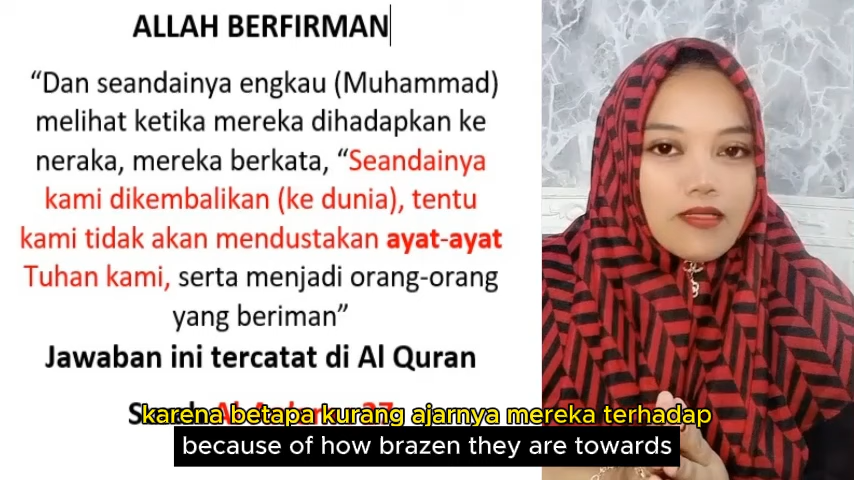 ALLAH BERFIRMAN
“Dan seandainya engkau (Muhammad)
melihat ketika mereka dihadapkan ke
neraka, mereka berkata, “Seandainya
kami dikembalikan (ke dunia), tentu
kami tidak akan mendustakan ayat-ayat
Tuhan kami, serta menjadi orang-orang
yang beriman”
Jawaban ini tercatat di Al Quran
karena betapa kurang ajarnya mereka terhadap
because of how brazen they are towards